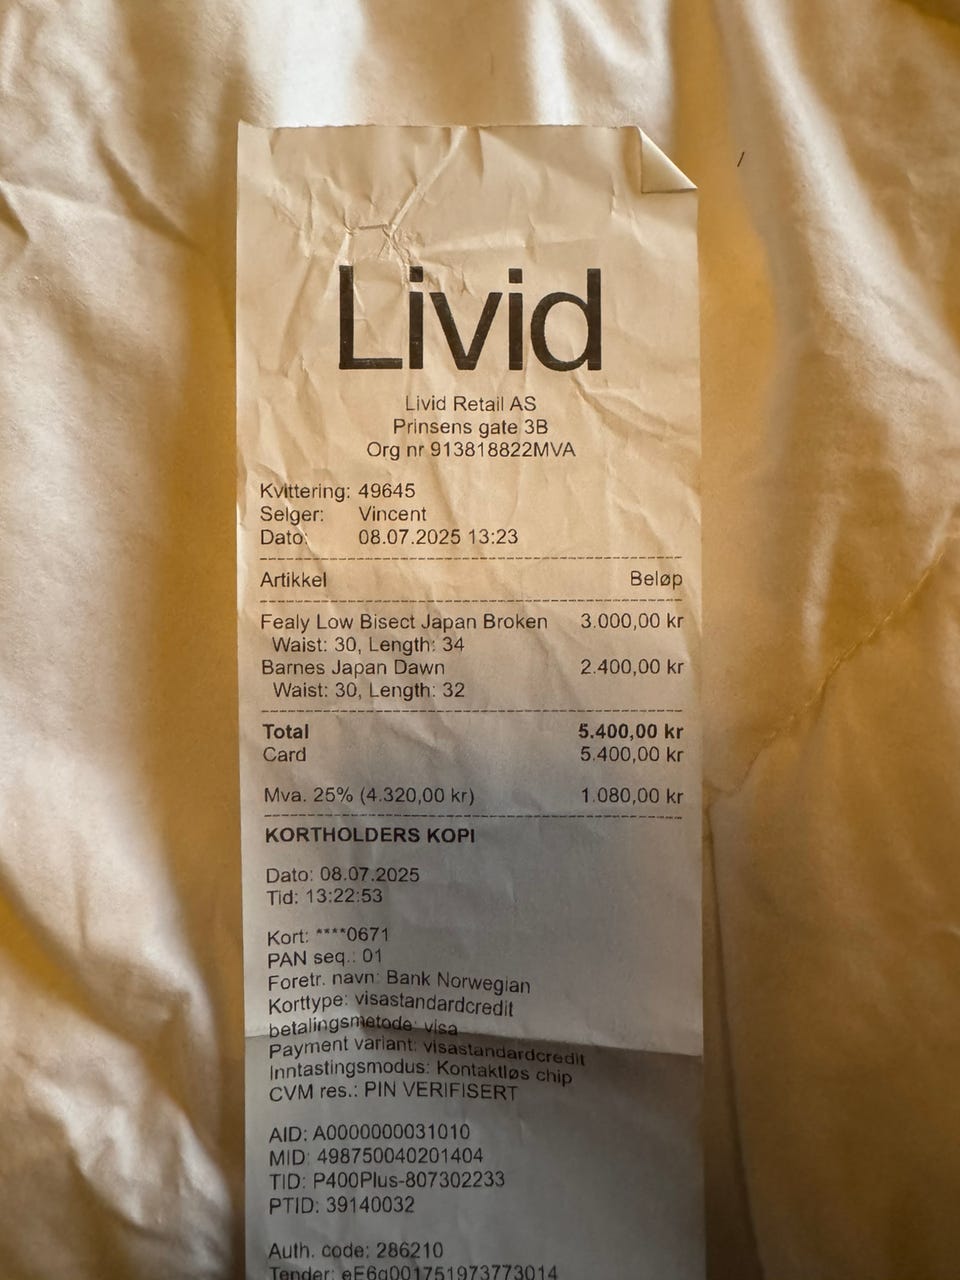 Livid
Livid Retail AS
Prinsens gate 3B
Org nr 913818822MVA
Kvittering: 49645
Selger: Vincent
Dato: 08.07.2025 13:23
Artikkel Beløp
Fealy Low Bisect Japan Broken 3.000,00 kr
Waist: 30, Length: 34
Barnes Japan Dawn 2.400,00 kr
Waist: 30, Length: 32
Total 5.400,00 kr
Card 5.400,00 kr
Mva. 25% (4.320,00 kr) 1.080,00 kr
KORTHOLDERS KOPI
Dato: 08.07.2025
Tid: 13:22:53
Kort: ****0671
PAN seq.: 01
Foretr. navn: Bank Norwegian
Korttype: visastandardcredit
betalingsmetode: visa
Payment variant: visastandardcredit
Inntastingsmodus: Kontaktløs chip
CVM res.: PIN VERIFISERT
AID: A0000000031010
MID: 498750040201404
TID: P400Plus-807302233
PTID: 39140032
Auth. code: 286210
Tender: eF6g001751973773014